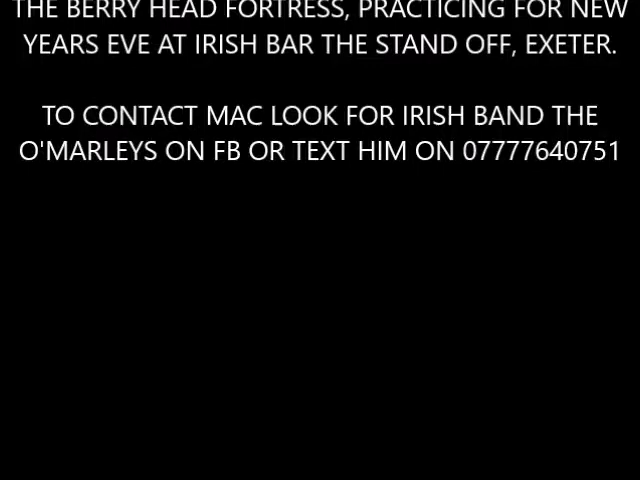 THE BERRY HEAD FORTRESS, PRACTICING FOR NEW
YEARS EVE AT IRISH BAR THE STAND OFF, EXETER.
TO CONTACT MAC LOOK FOR IRISH BAND THE
O'MARLEYS ON FB OR TEXT HIM ON 07777640751